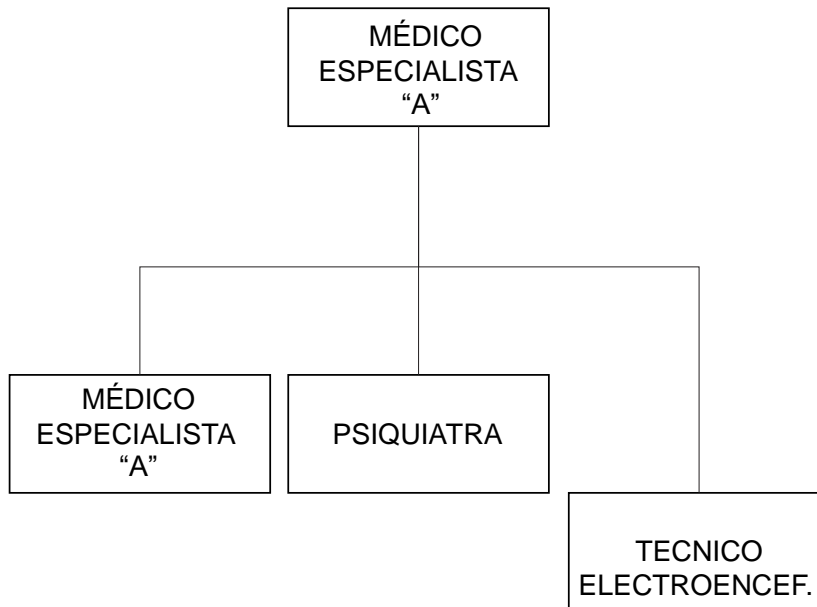 MÉDICO
ESPECIALISTA
“A”
MÉDICO
ESPECIALISTA
“A”
PSIQUIATRA
TECNICO
ELECTROENCEF.